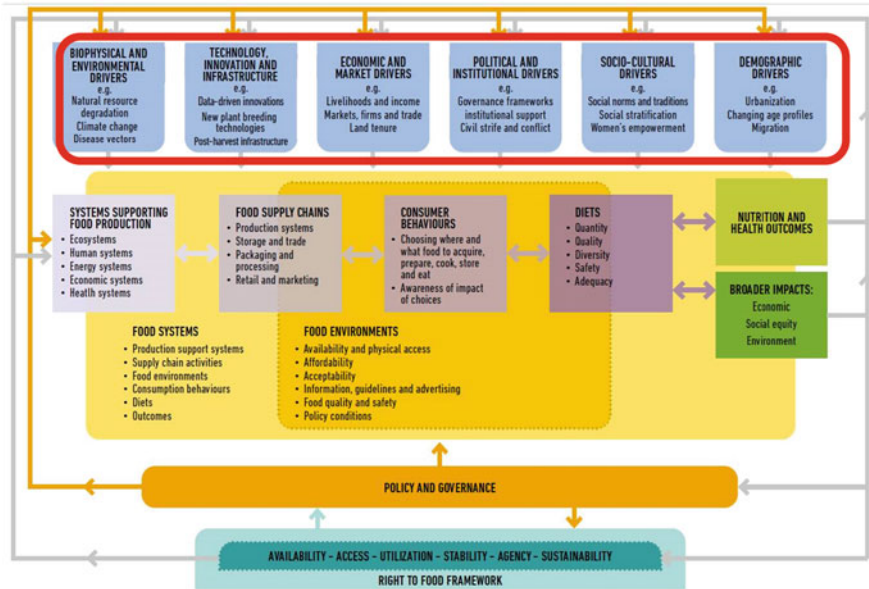 BIOPHYSICAL AND
ENVIRONMENTAL
DRIVERS
e.g.
Natural resource
degradation
Climate change
Disease vectors
TECHNOLOGY,
INNOVATION AND
INFRASTRUCTURE
e.g.
Data-driven innovations
New plant breeding
technologies
Post-harvest infrastructure
ECONOMIC AND
MARKET DRIVERS
e.g.
Livelihoods and income
Markets, firms and trade
Land tenure
POLITICAL AND
INSTITUTIONAL DRIVERS
e.g.
Governance frameworks
institutional support
Civil strife and conflict
SOCIO-CULTURAL
DRIVERS
e.g.
Social norms and traditions
Social stratification
Women's empowerment
DEMOGRAPHIC
DRIVERS
e.g.
Urbanization
Changing age profiles
Migration
SYSTEMS SUPPORTING
FOOD PRODUCTION
• Ecosystems
• Human systems
• Energy systems
• Economic systems
• Health systems
FOOD SUPPLY CHAINS
• Production systems
• Storage and trade
• Packaging and
processing
• Retail and marketing
CONSUMER
BEHAVIOURS
• Choosing where and
what food to acquire,
prepare, cook, store
and eat
• Awareness of impact
of choices
DIETS
• Quantity
• Quality
• Diversity
• Safety
• Adequacy
NUTRITION AND
HEALTH OUTCOMES
BROADER IMPACTS:
Economic
Social equity
Environment
FOOD SYSTEMS
• Production support systems
• Supply chain activities
• Food environments
• Consumption behaviours
• Diets
• Outcomes
FOOD ENVIRONMENTS
• Availability and physical access
• Affordability
• Acceptability
• Information, guidelines and advertising
• Food quality and safety
• Policy conditions
POLICY AND GOVERNANCE
AVAILABILITY - ACCESS - UTILIZATION - STABILITY - AGENCY - SUSTAINABILITY
RIGHT TO FOOD FRAMEWORK